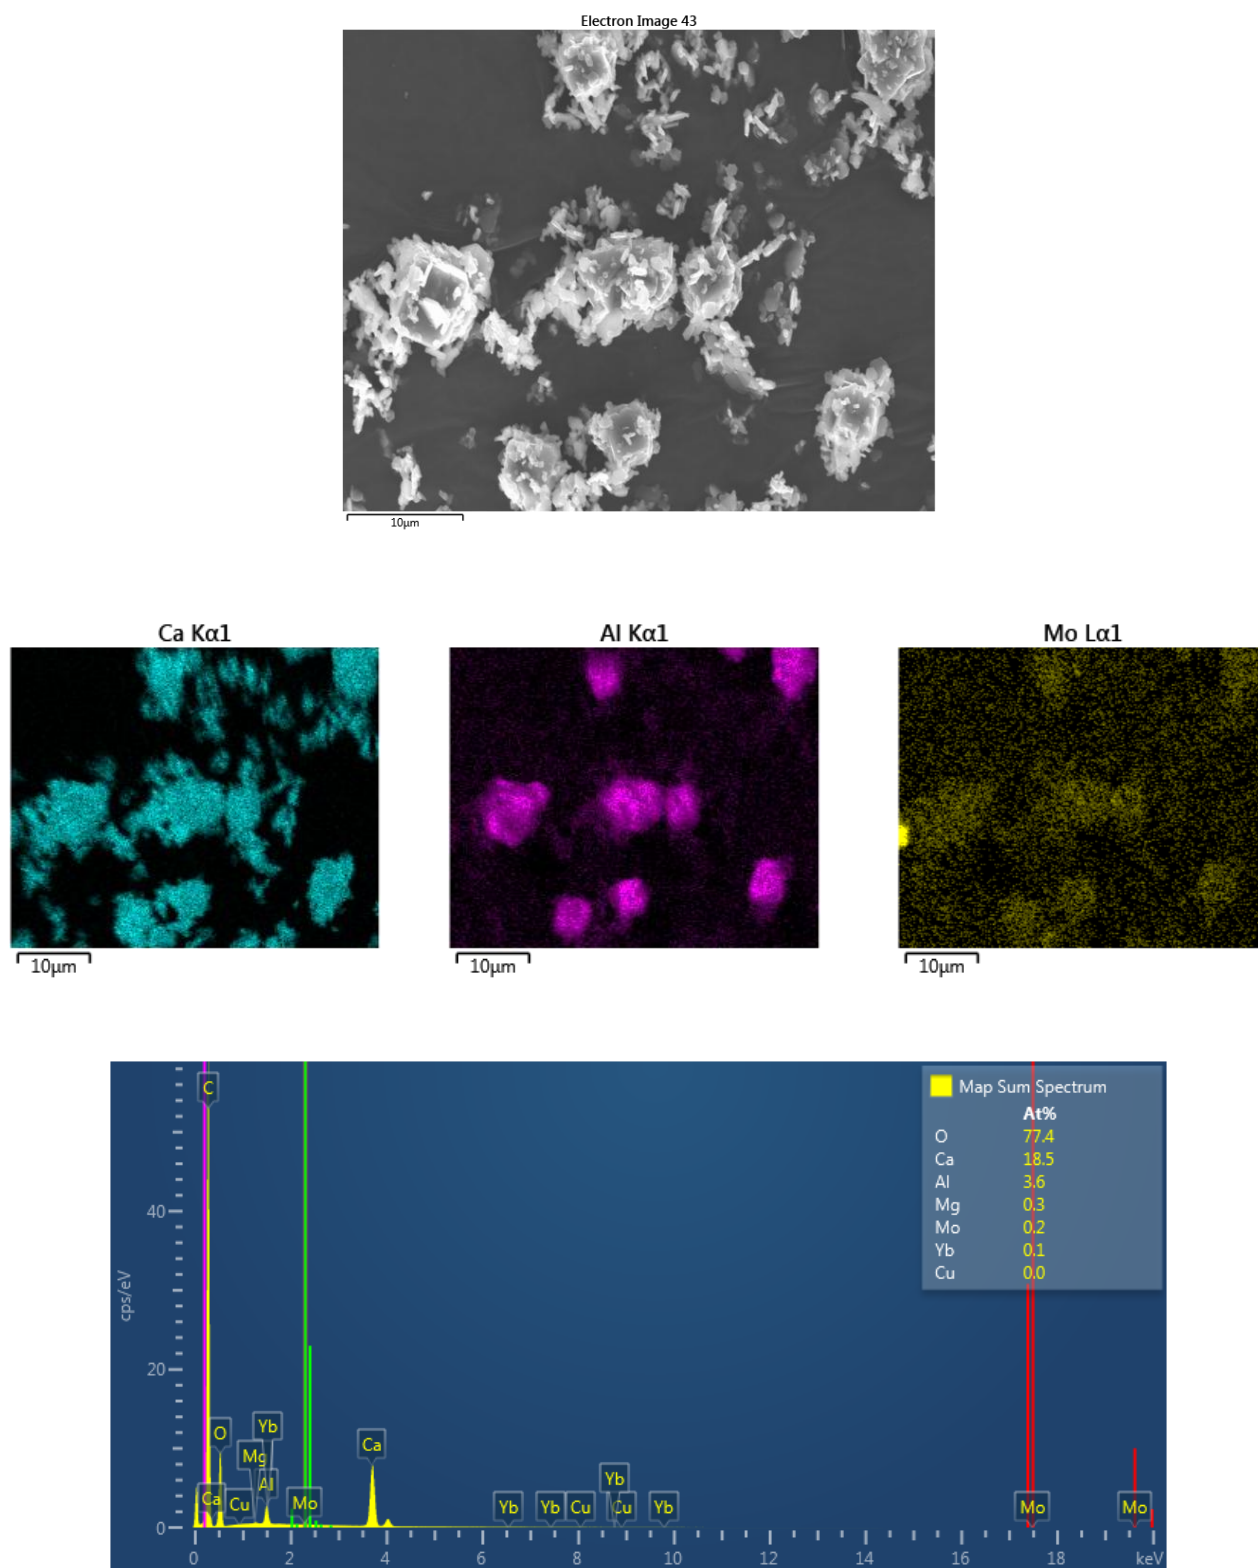 Electron Image 43
10µm
Ca Kα1
Al Kα1
Mo Lα1
10µm
10µm
10µm
Map Sum Spectrum
At%
O 77.4
Ca 18.5
Al 3.6
Mg 0.3
Mo 0.2
Yb 0.1
Cu 0.0
cps/eV
40
20
0
C
O
Yb
Mg
Al
Ca
Cu
Mo
Ca
Yb
Yb
Cu
Yb
Cu
Yb
Mo
Mo
0 2 4 6 8 10 12 14 16 18 keV